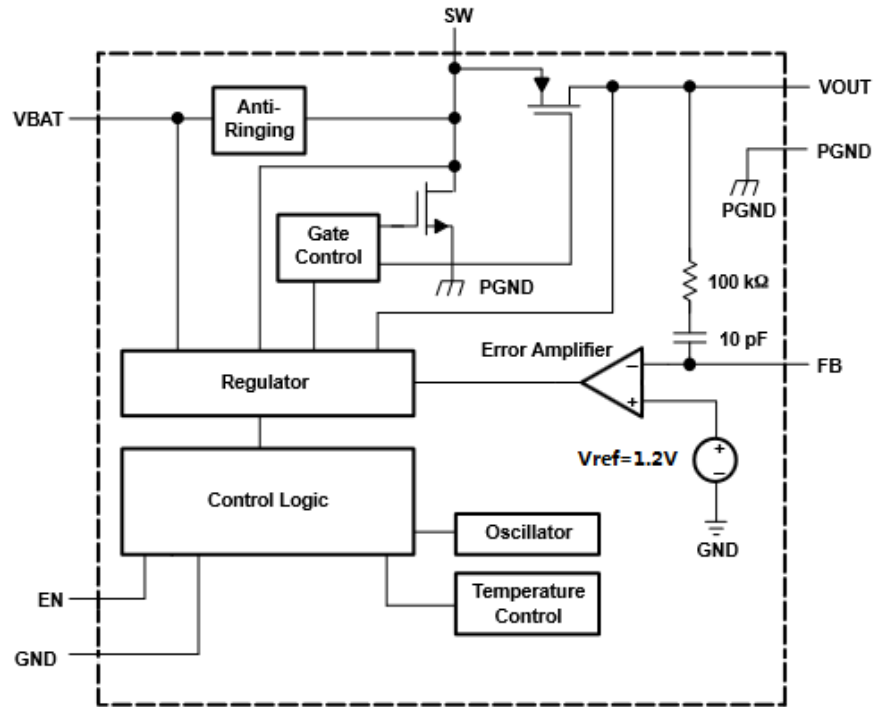 SW
Anti-
Ringing
VBAT
VOUT
PGND
PGND
Gate
Control
PGND
100 kΩ
10 pF
Error Amplifier
FB
Regulator
−
+
+
−
Vref=1.2V
Control Logic
Oscillator
GND
EN
Temperature
Control
GND